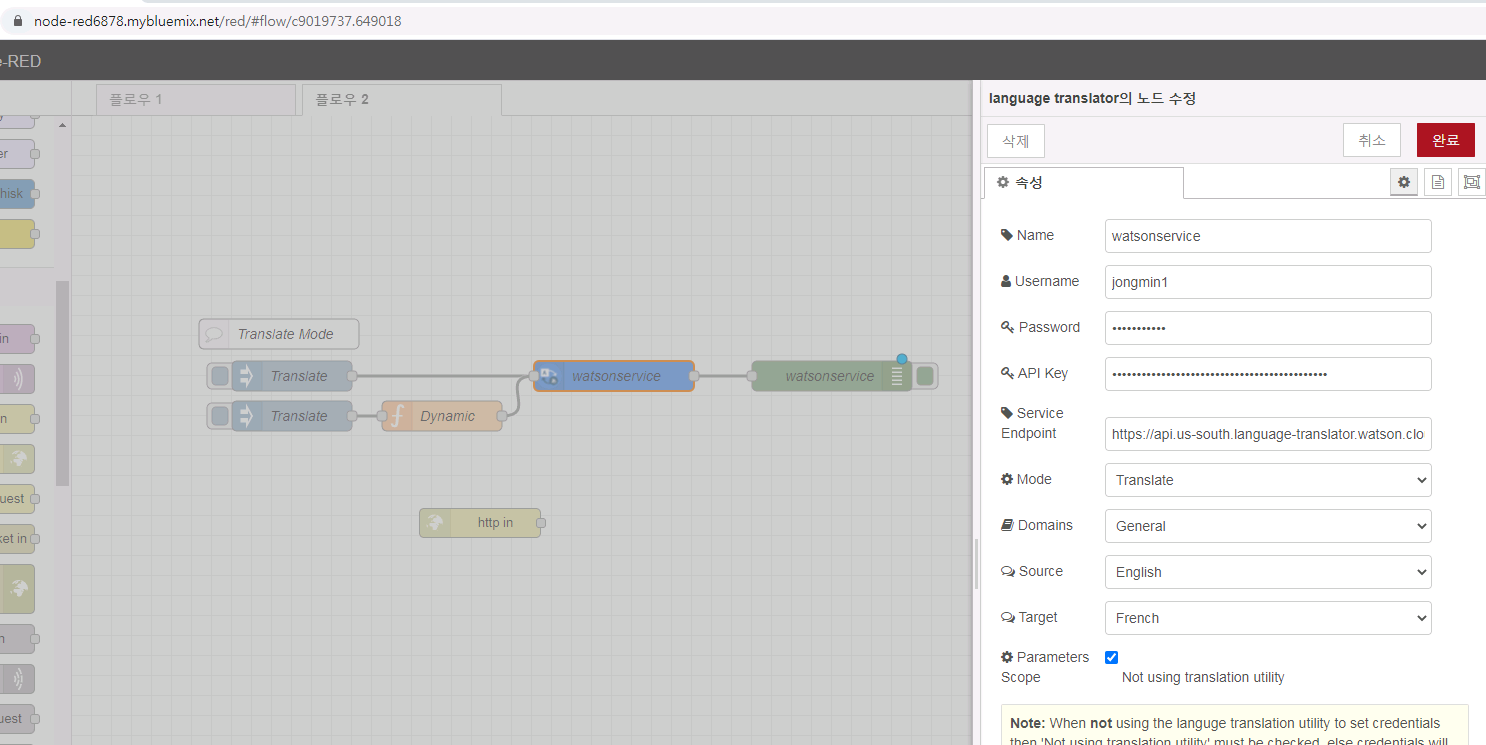 node-red6878.mybluemix.net/red/#flow/c9019737.649018
e-RED
플로우 1
플로우 2
language translator의 노드 수정
삭제
취소
완료
속성
er
hisk
in
n
uest
ket in
n
uest
Translate Mode
Translate
watsonservice
watsonservice
Translate
Dynamic
http in
Name
watsonservice
Username
jongmin1
Password
•••••••••••
API Key
••••••••••••••••••••••••••••••••••••••••••••
Service
Endpoint
https://api.us-south.language-translator.watson.clo
Mode
Translate
Domains
General
Source
English
Target
French
Parameters
Scope
Not using translation utility
Note: When not using the languge translation utility to set credentials
then 'Not using translation utility' must be checked, else credentials will